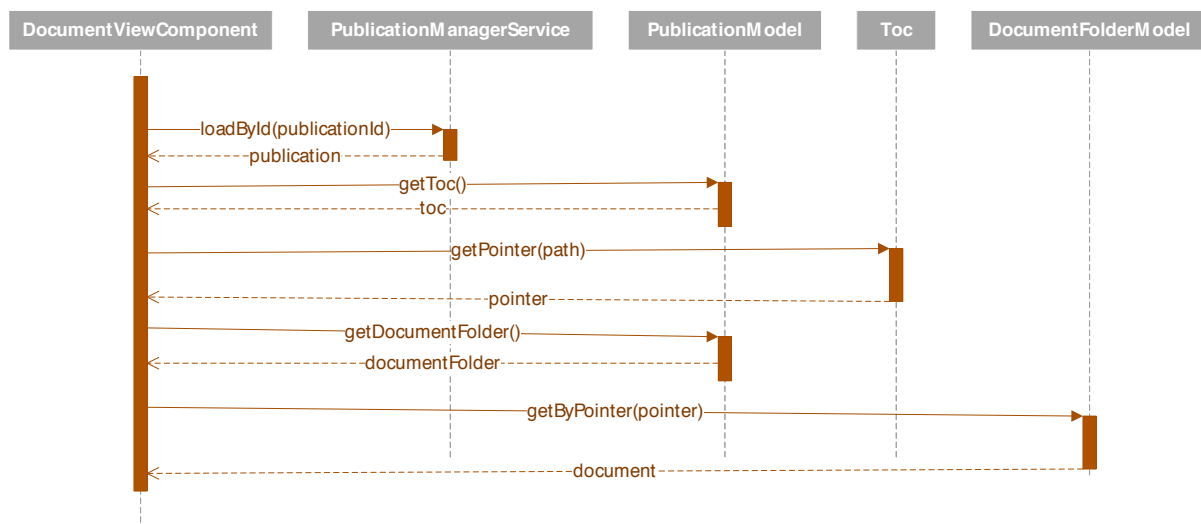 DocumentViewComponent
PublicationManagerService
PublicationModel
Toc
DocumentFolderModel
loadById(publicationId)
publication
getToc()
toc
getPointer(path)
pointer
getDocumentFolder()
documentFolder
getByPointer(pointer)
document